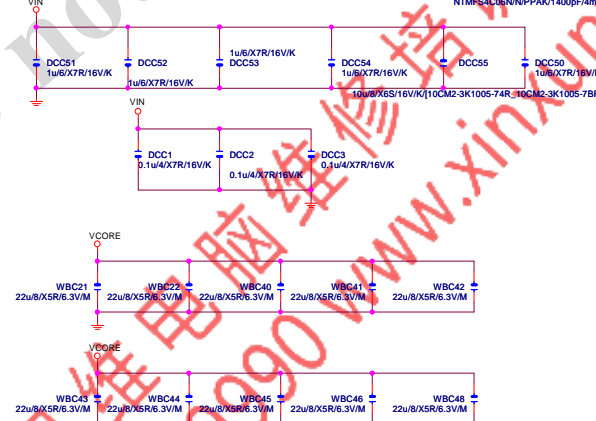 VIN
NTMFS4C06N/N/PPAK/1400pF/4m
1u/6/X7R/16V/K
DCC51 DCC52 DCC53 DCC54 DCC55 DCC50
1u/6/X7R/16V/K 1u/6/X7R/16V/K 1u/6/X7R/16V/K 1u/6/X7R/16V/
10u/8/X6S/16V/K/[10CM2-3K1005-74R_10CM2-3K1005-7BF
VIN
DCC1 DCC2 DCC3
0.1u/4/X7R/16V/K 0.1u/4/X7R/16V/K
0.1u/4/X7R/16V/K
VCORE
WBC21 WBC22 WBC40 WBC41 WBC42
22u/8/X5R/6.3V/M 22u/8/X5R/6.3V/M 22u/8/X5R/6.3V/M 22u/8/X5R/6.3V/M 22u/8/X5R/6.3V/M
VCORE
WBC43 WBC44 WBC45 WBC46 WBC48
22u/8/X5R/6.3V/M 22u/8/X5R/6.3V/M 22u/8/X5R/6.3V/M 22u/8/X5R/6.3V/M 22u/8/X5R/6.3V/M
维电脑维修培
0990 www.xinxun
no